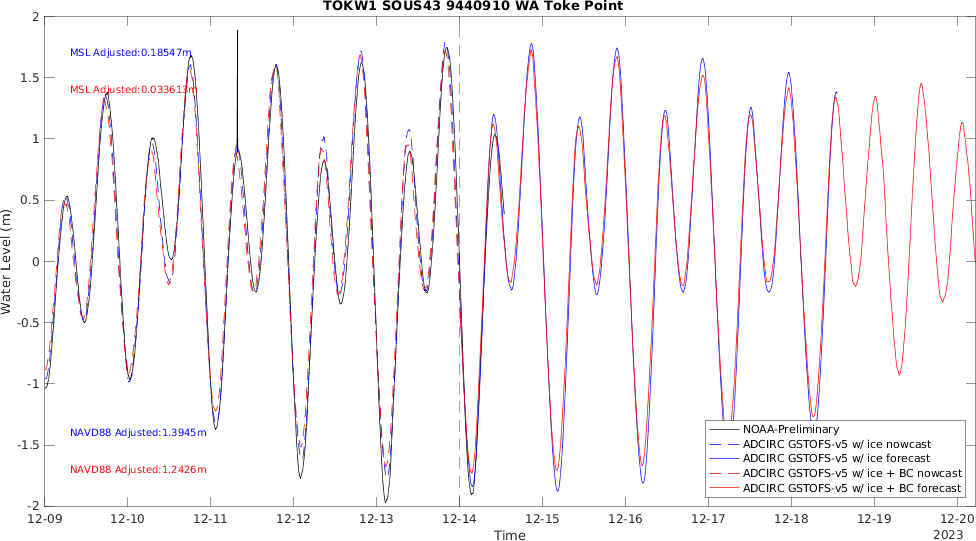 TOKW1 SOUS43 9440910 WA Toke Point
2
1.5
1
0.5
0
-0.5
-1
-1.5
-2
Water Level (m)
MSL Adjusted:0.18547m
MSL Adjusted:0.033613m
NAVD88 Adjusted:1.3945m
NAVD88 Adjusted:1.2426m
NOAA-Preliminary
ADCIRC GSTOFS-v5 w/ ice nowcast
ADCIRC GSTOFS-v5 w/ ice forecast
ADCIRC GSTOFS-v5 w/ ice + BC nowcast
ADCIRC GSTOFS-v5 w/ ice + BC forecast
12-09 12-10 12-11 12-12 12-13 12-14 12-15 12-16 12-17 12-18 12-19 12-20
Time
2023